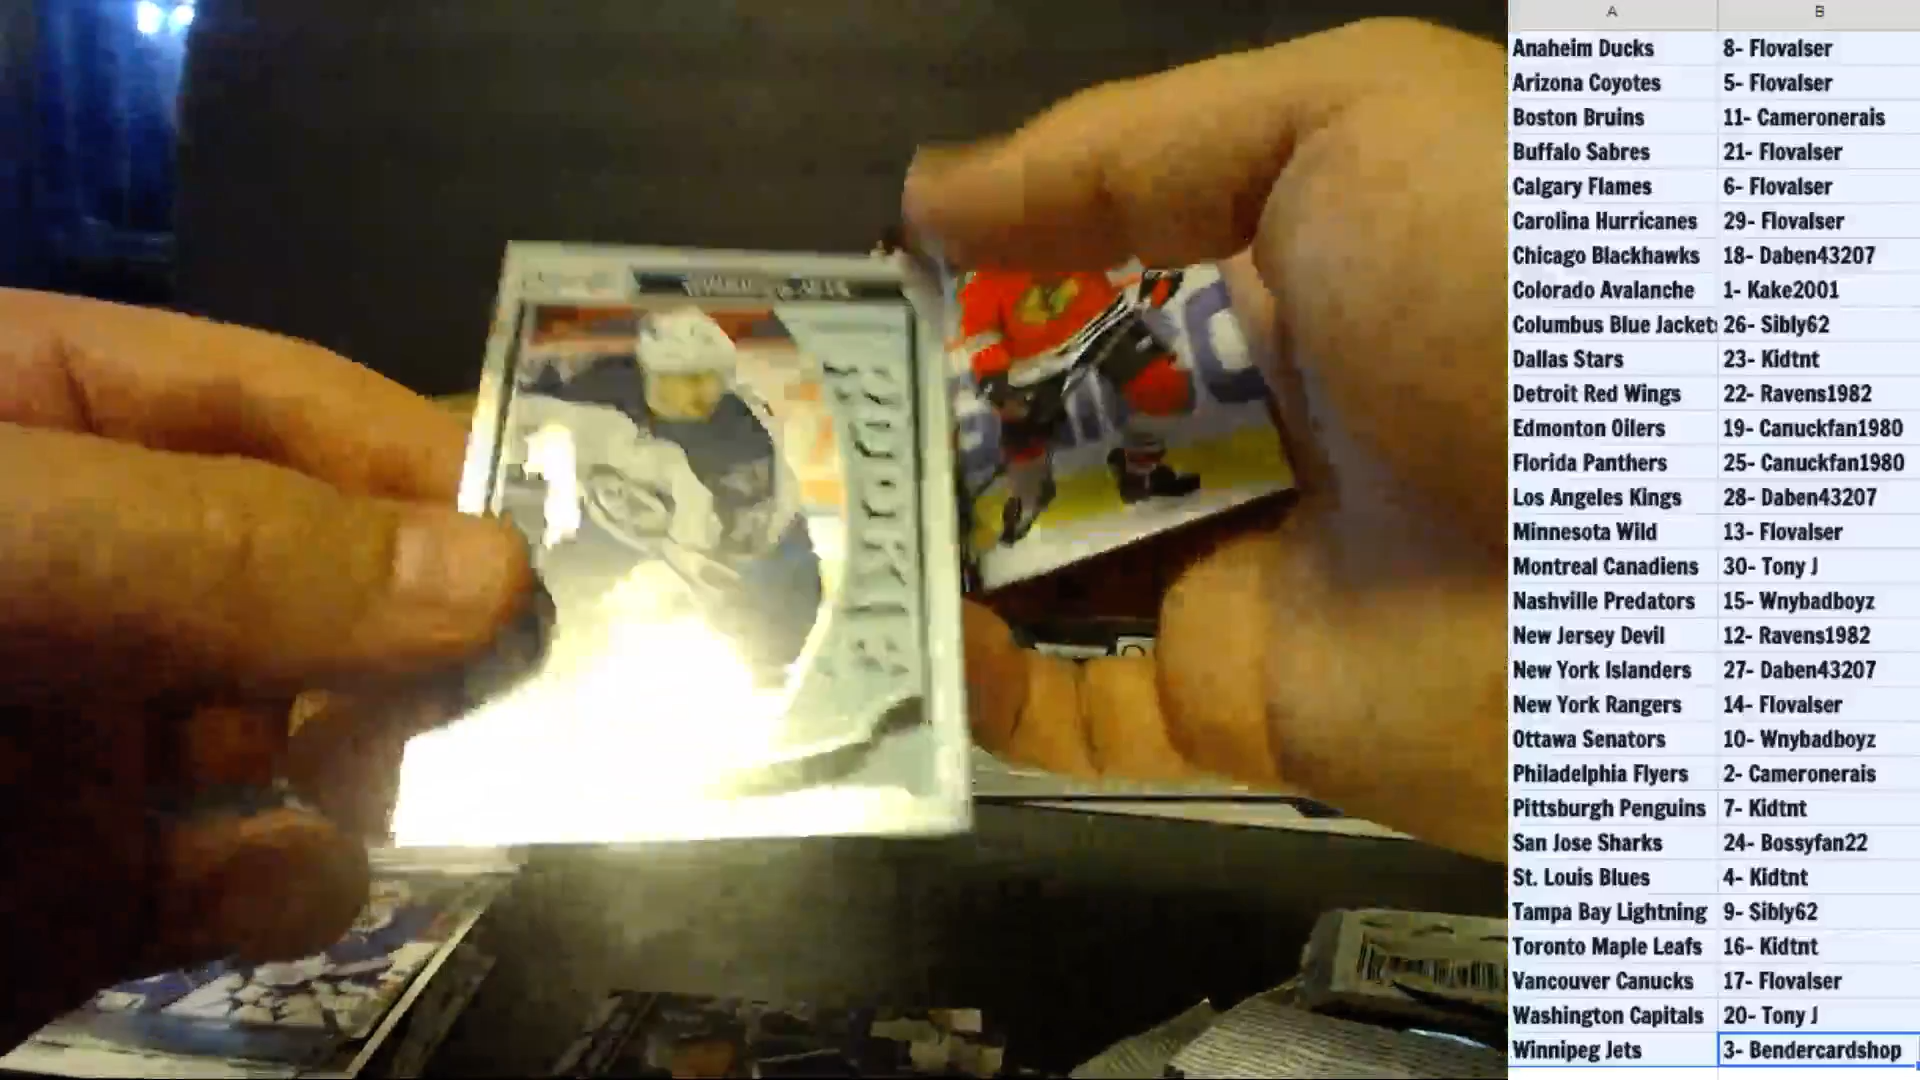 A B
Anaheim Ducks 8- Flovalser
Arizona Coyotes 5- Flovalser
Boston Bruins 11- Cameronerais
Buffalo Sabres 21- Flovalser
Calgary Flames 6- Flovalser
Carolina Hurricanes 29- Flovalser
Chicago Blackhawks 18- Daben43207
Colorado Avalanche 1- Kake2001
Columbus Blue Jackets 26- Sibly62
Dallas Stars 23- Kidtnt
Detroit Red Wings 22- Ravens1982
Edmonton Oilers 19- Canuckfan1980
Florida Panthers 25- Canuckfan1980
Los Angeles Kings 28- Daben43207
Minnesota Wild 13- Flovalser
Montreal Canadiens 30- Tony J
Nashville Predators 15- Wnybadboyz
New Jersey Devil 12- Ravens1982
New York Islanders 27- Daben43207
New York Rangers 14- Flovalser
Ottawa Senators 10- Wnybadboyz
Philadelphia Flyers 2- Cameronerais
Pittsburgh Penguins 7- Kidtnt
San Jose Sharks 24- Bossyfan22
St. Louis Blues 4- Kidtnt
Tampa Bay Lightning 9- Sibly62
Toronto Maple Leafs 16- Kidtnt
Vancouver Canucks 17- Flovalser
Washington Capitals 20- Tony J
Winnipeg Jets 3- Bendercardshop
ROOKIES